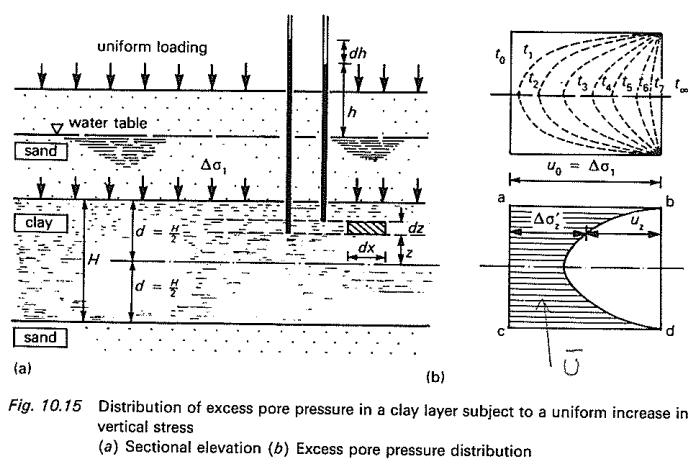 uniform loading
dh
h
water table
sand
Δσ₁
clay
H
d = H/2
d = H/2
dz
dx
z
sand
(a)
t₀
t₁
t₂
t₃
t₄
t₅
t₆
t₇
t∞
u₀ = Δσ₁
a
b
Δσ′z
uz
c
d
Ū
(b)
Fig. 10.15 Distribution of excess pore pressure in a clay layer subject to a uniform increase in
vertical stress
(a) Sectional elevation (b) Excess pore pressure distribution